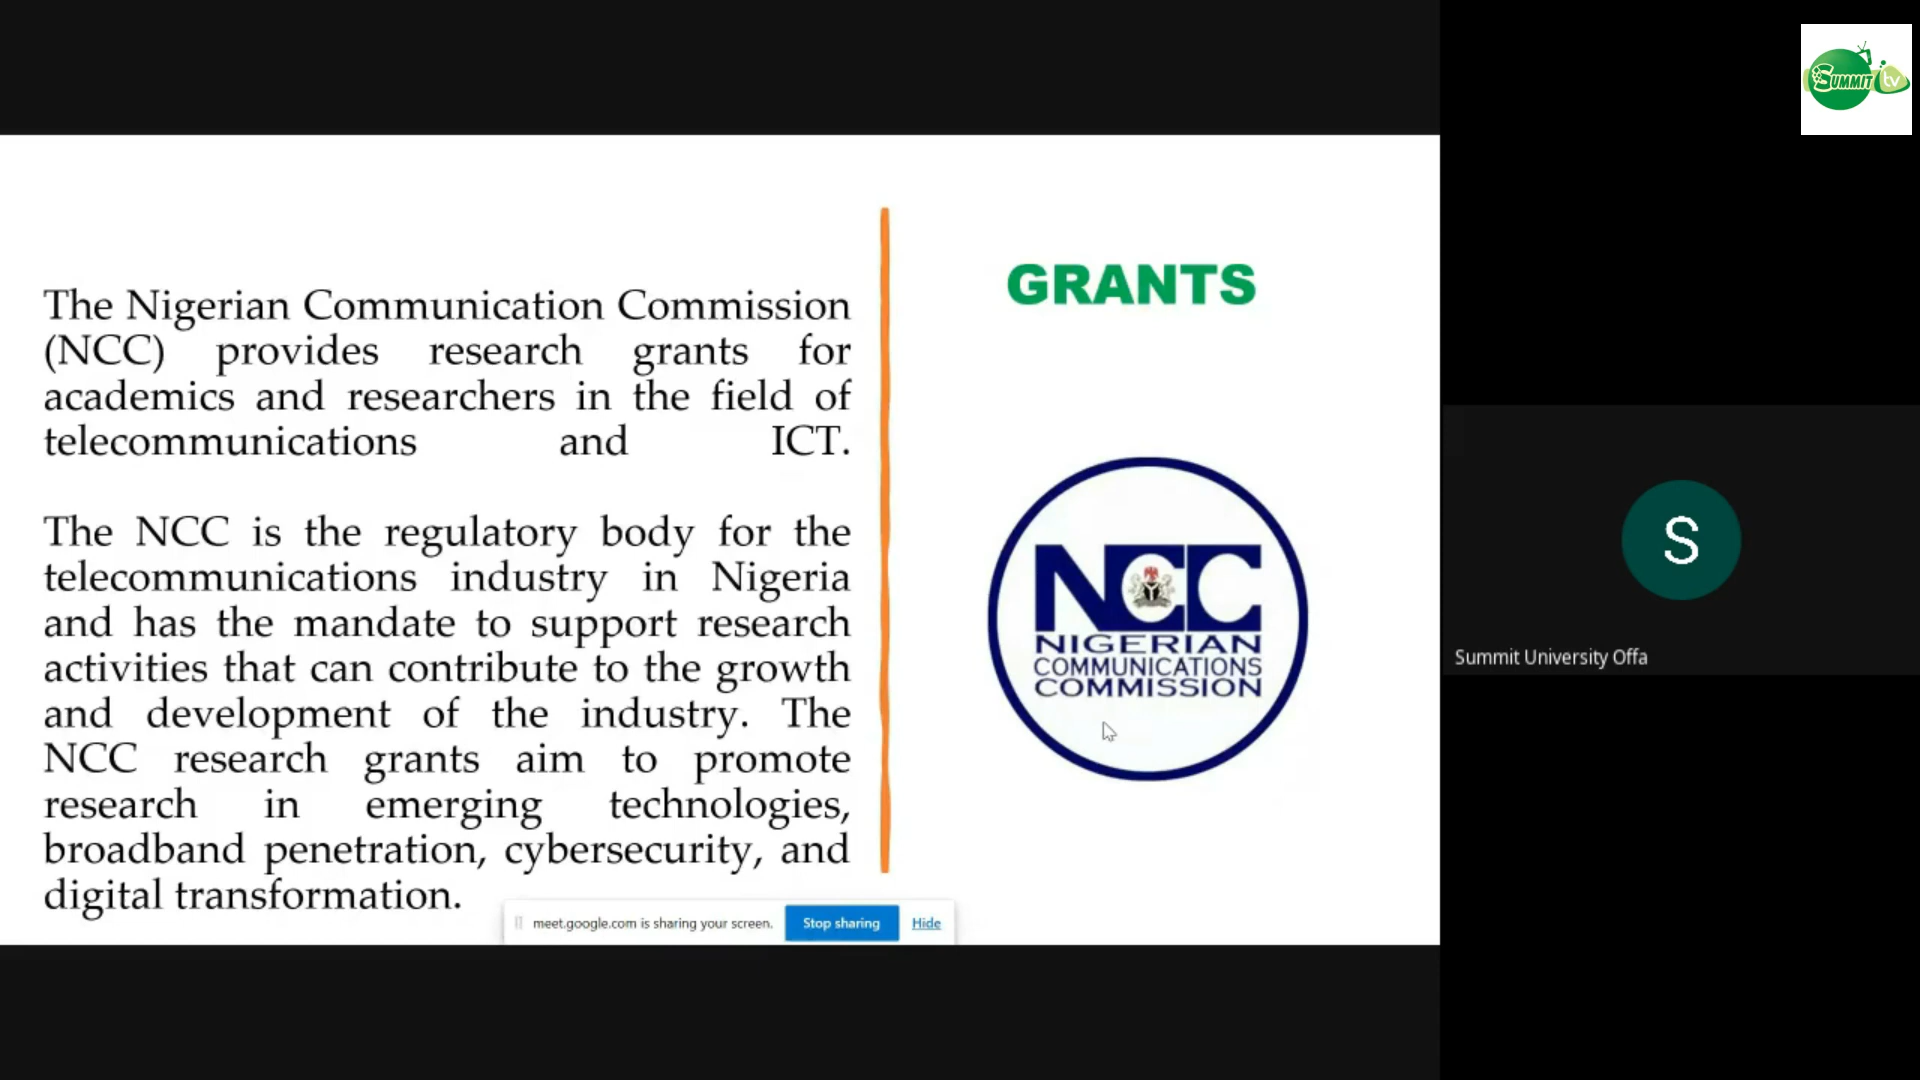 SUMMIT tv
The Nigerian Communication Commission
(NCC) provides research grants for
academics and researchers in the field of
telecommunications and ICT.
The NCC is the regulatory body for the
telecommunications industry in Nigeria
and has the mandate to support research
activities that can contribute to the growth
and development of the industry. The
NCC research grants aim to promote
research in emerging technologies,
broadband penetration, cybersecurity, and
digital transformation.
GRANTS
NCC
NIGERIAN
COMMUNICATIONS
COMMISSION
meet.google.com is sharing your screen.
Stop sharing
Hide
S
Summit University Offa